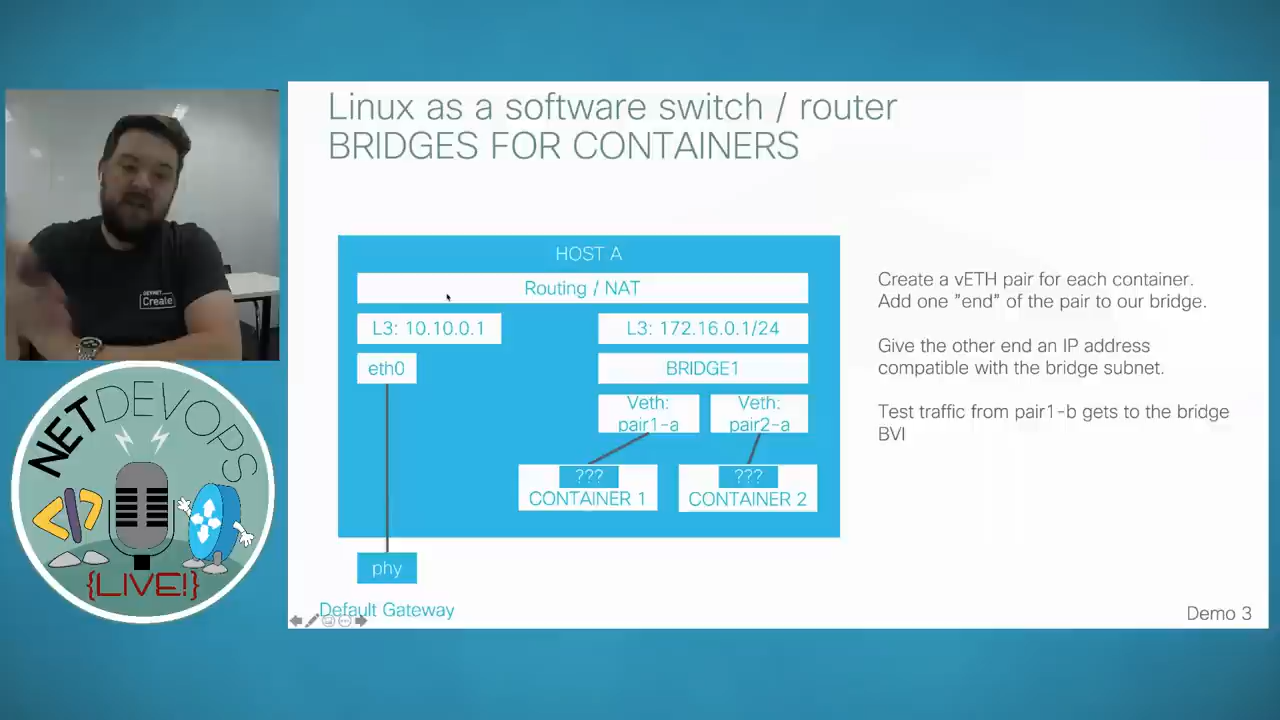 Linux as a software switch / router
BRIDGES FOR CONTAINERS
HOST A
Routing / NAT
L3: 10.10.0.1
L3: 172.16.0.1/24
eth0
BRIDGE1
Veth:
pair1-a
Veth:
pair2-a
???
CONTAINER 1
???
CONTAINER 2
phy
Default Gateway
Create a vETH pair for each container.
Add one "end" of the pair to our bridge.
Give the other end an IP address
compatible with the bridge subnet.
Test traffic from pair1-b gets to the bridge
BVI
Demo 3
DEVNET
Create
NETDEVOPS
</>
{LIVE!}